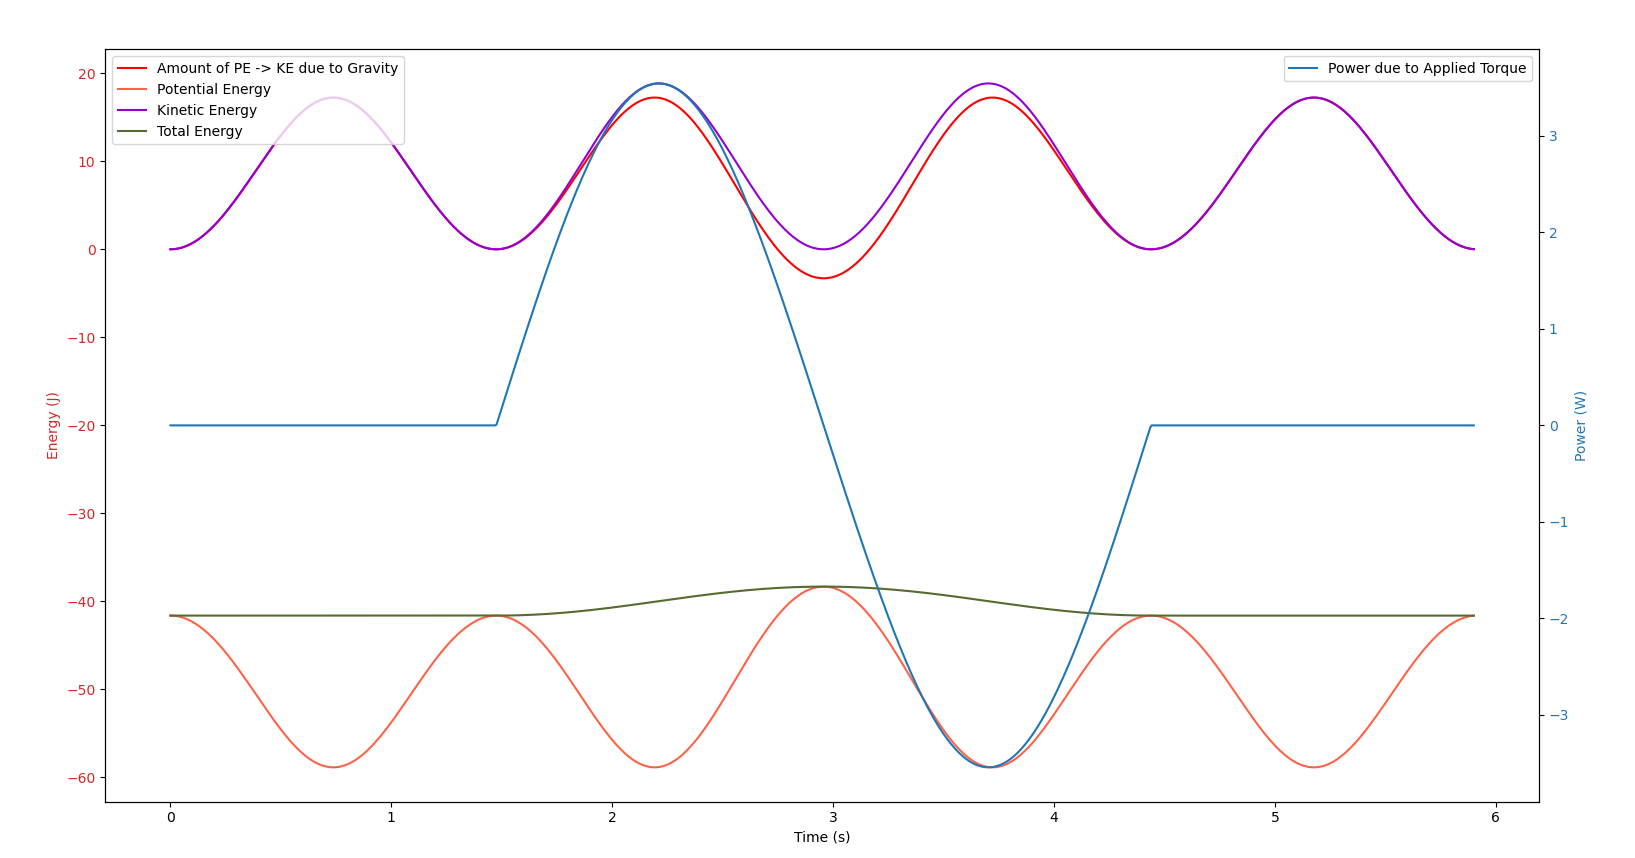 Amount of PE -> KE due to Gravity
Potential Energy
Kinetic Energy
Total Energy
Power due to Applied Torque
20
10
0
−10
−20
−30
−40
−50
−60
Energy (J)
3
2
1
0
−1
−2
−3
Power (W)
0 1 2 3 4 5 6
Time (s)